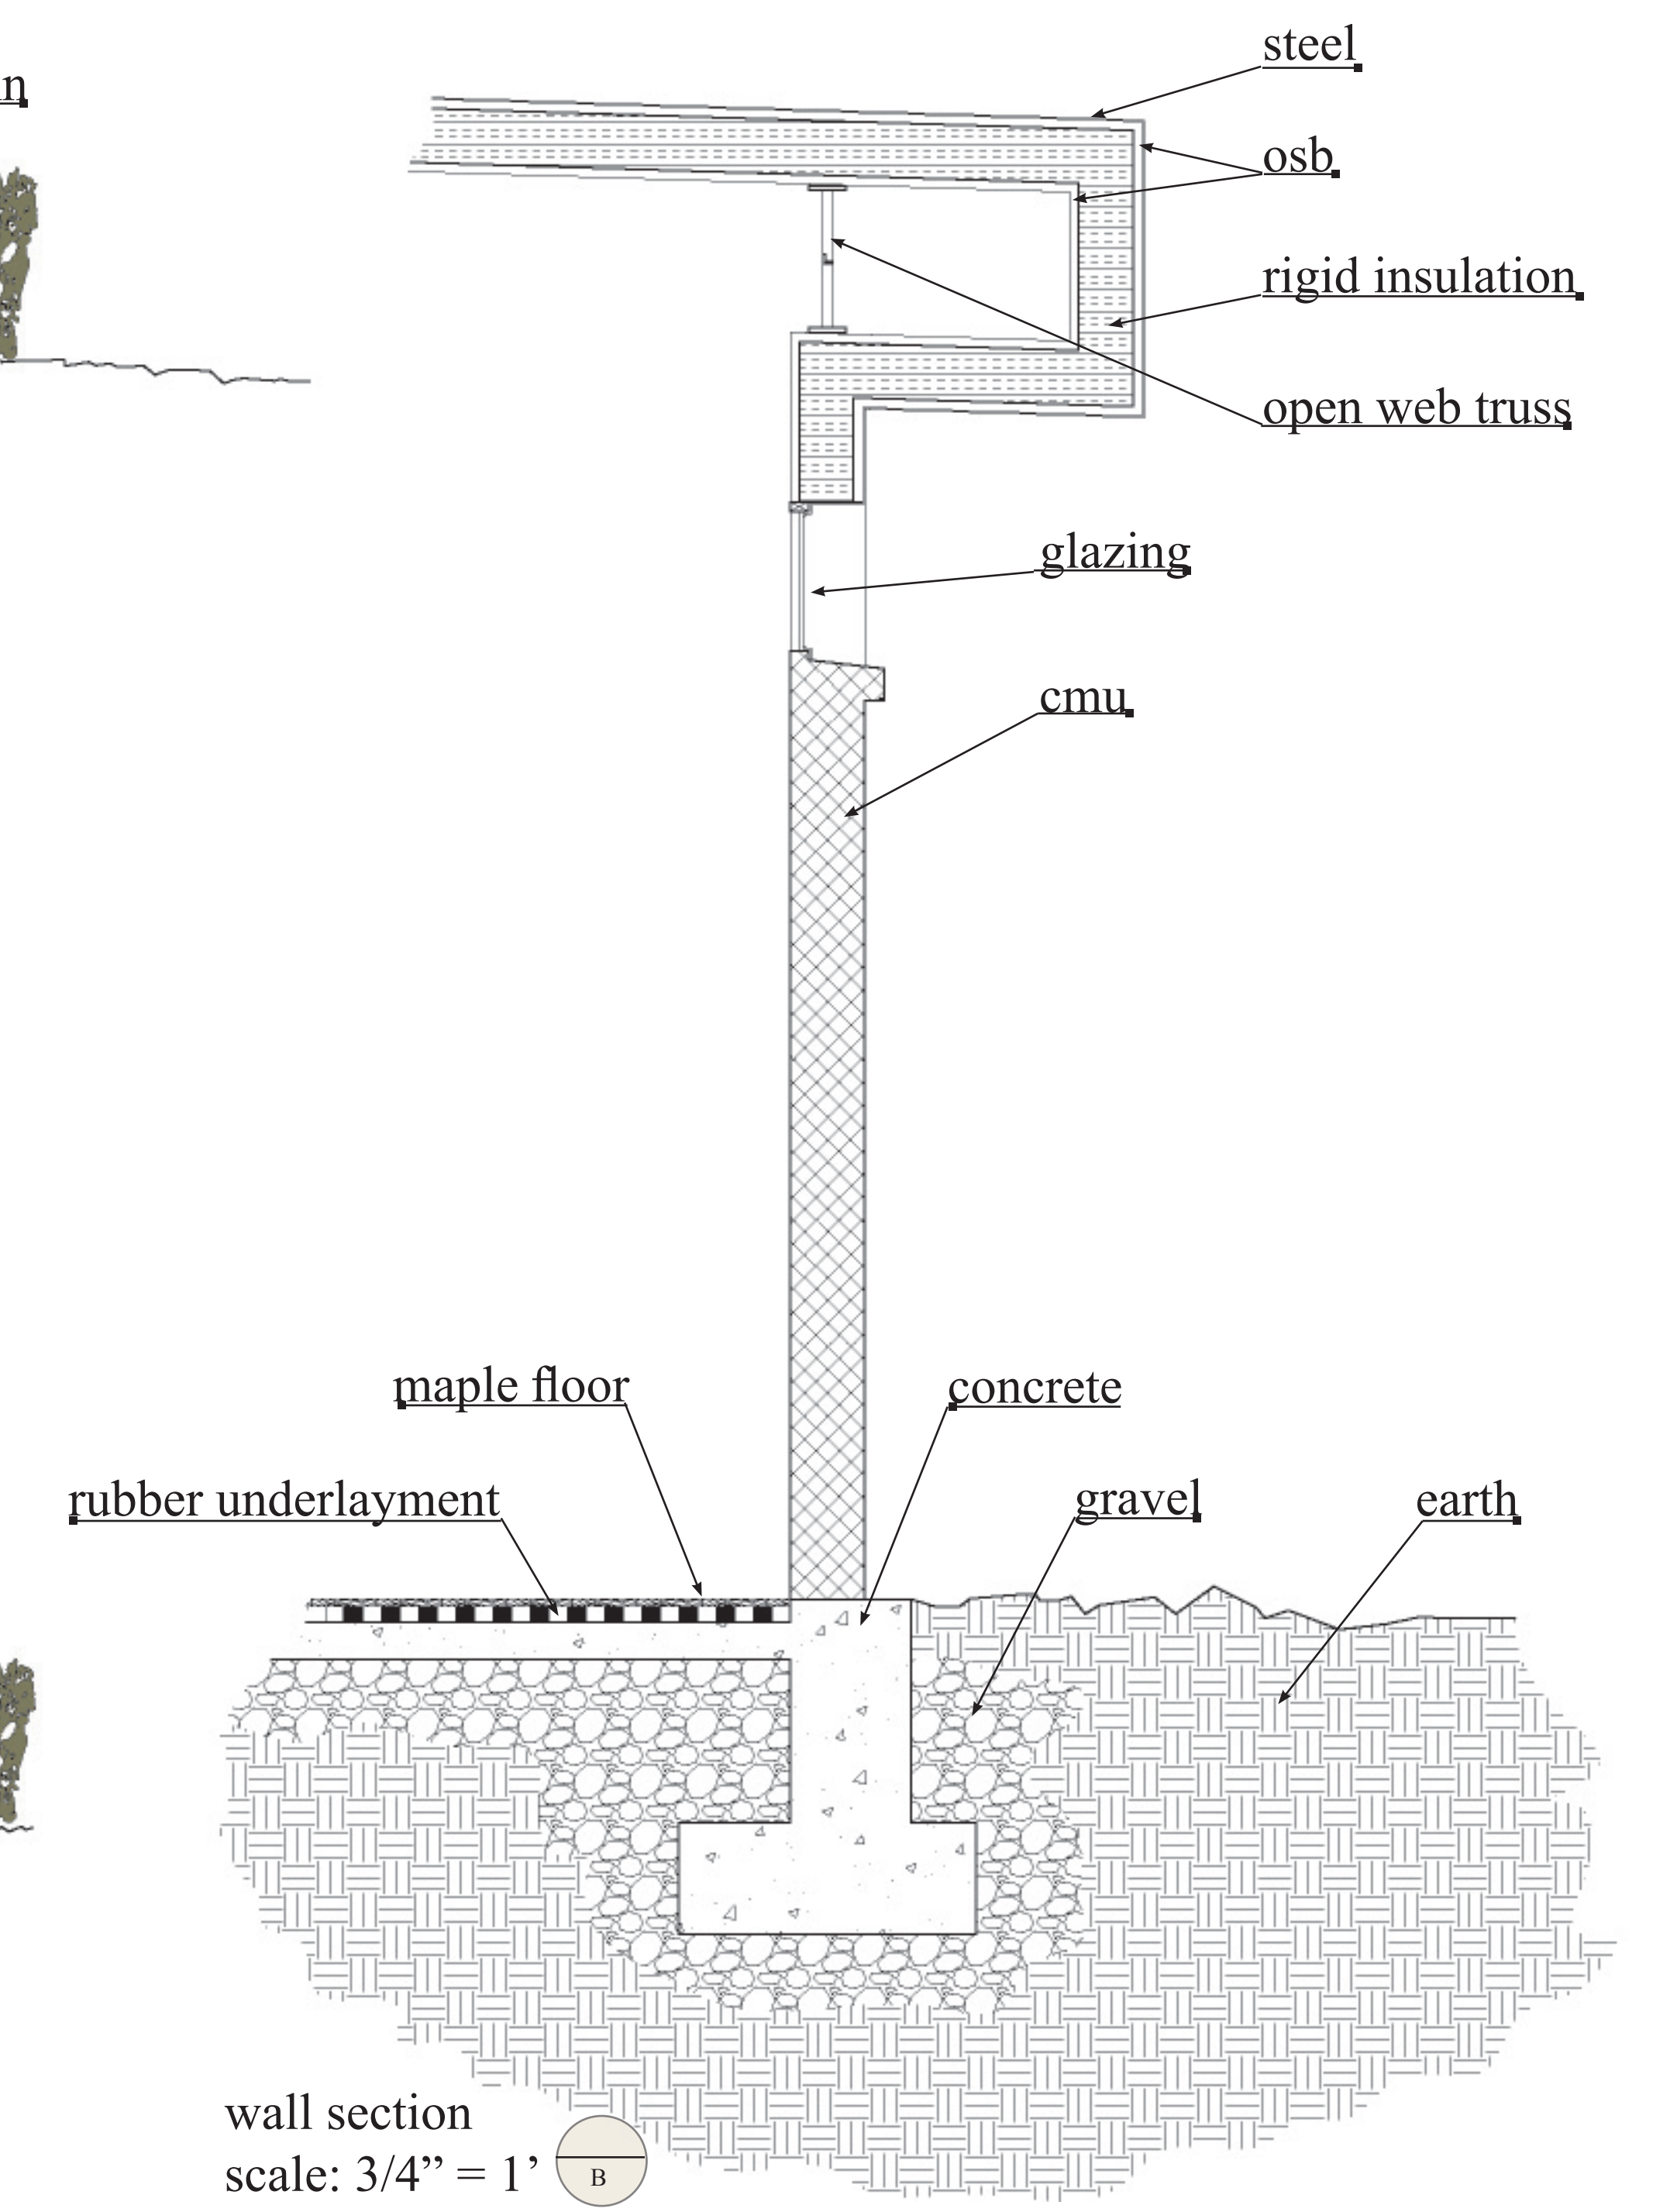 n
steel
osb
rigid insulation
open web truss
glazing
cmu
maple floor
concrete
rubber underlayment
gravel
earth
wall section
scale: 3/4” = 1’
B